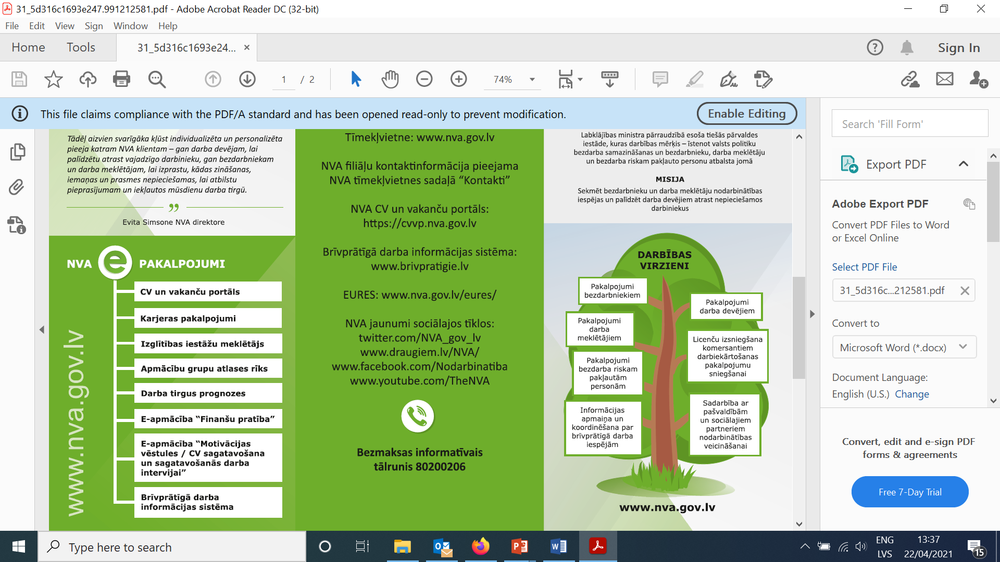 31_5d316c1693e247.991212581.pdf - Adobe Acrobat Reader DC (32-bit)
File Edit View Sign Window Help
Home Tools 31_5d316c1693e24... × Sign In
1 / 2 74%
This file claims compliance with the PDF/A standard and has been opened read-only to prevent modification. Enable Editing
Tādēļ aizvien svarīgāka kļūst individualizēta un personalizēta
pieeja katram NVA klientam – gan darba devējam, lai
palīdzētu atrast vajadzīgo darbinieku, gan bezdarbniekam
un darba meklētājam, lai izprastu, kādas zināšanas,
iemaņas un prasmes nepieciešamas, lai atbilstu
pieprasījumam un iekļautos mūsdienu darba tirgū.
”
Evita Simsone NVA direktore
NVA e PAKALPOJUMI
www.nva.gov.lv
CV un vakanču portāls
Karjeras pakalpojumi
Izglītības iestāžu meklētājs
Apmācību grupu atlases rīks
Darba tirgus prognozes
E-apmācība “Finanšu pratība”
E-apmācība “Motivācijas
vēstules / CV sagatavošana
un sagatavošanās darba
intervijai”
Brīvprātīgā darba
informācijas sistēma
Tīmekļvietne: www.nva.gov.lv
NVA filiāļu kontaktinformācija pieejama
NVA tīmekļvietnes sadaļā “Kontakti”
NVA CV un vakanču portāls:
https://cvvp.nva.gov.lv
Brīvprātīgā darba informācijas sistēma:
www.brivpratigie.lv
EURES: www.nva.gov.lv/eures/
NVA jaunumi sociālajos tīklos:
twitter.com/NVA_gov_lv
www.draugiem.lv/NVA/
www.facebook.com/Nodarbinatiba
www.youtube.com/TheNVA
Bezmaksas informatīvais
tālrunis 80200206
Labklājības ministra pārraudzībā esoša tiešās pārvaldes
iestāde, kuras darbības mērķis – īstenot valsts politiku
bezdarba samazināšanas un bezdarbnieku, darba meklētāju
un bezdarba riskam pakļauto personu atbalsta jomā
MISIJA
Sekmēt bezdarbnieku un darba meklētāju nodarbinātības
iespējas un palīdzēt darba devējiem atrast nepieciešamos
darbiniekus
DARBĪBAS
VIRZIENI
Pakalpojumi
bezdarbniekiem
Pakalpojumi
darba devējiem
Pakalpojumi
darba
meklētājiem
Licenču izsniegšana
komersantiem
darbiekārtošanas
pakalpojumu
sniegšanai
Pakalpojumi
bezdarba riskam
pakļautām
personām
Sadarbība ar
pašvaldībām
un sociālajiem
partneriem
nodarbinātības
veicināšanai
Informācijas
apmaiņa un
koordinēšana par
brīvprātīgā darba
iespējām
www.nva.gov.lv
Search 'Fill Form'
Export PDF
Adobe Export PDF
Convert PDF Files to Word
or Excel Online
Select PDF File
31_5d316c...212581.pdf
Convert to
Microsoft Word (*.docx)
Document Language:
English (U.S.) Change
Convert, edit and e-sign PDF
forms & agreements
Free 7-Day Trial
Type here to search
ENG
LVS
13:37
22/04/2021
15